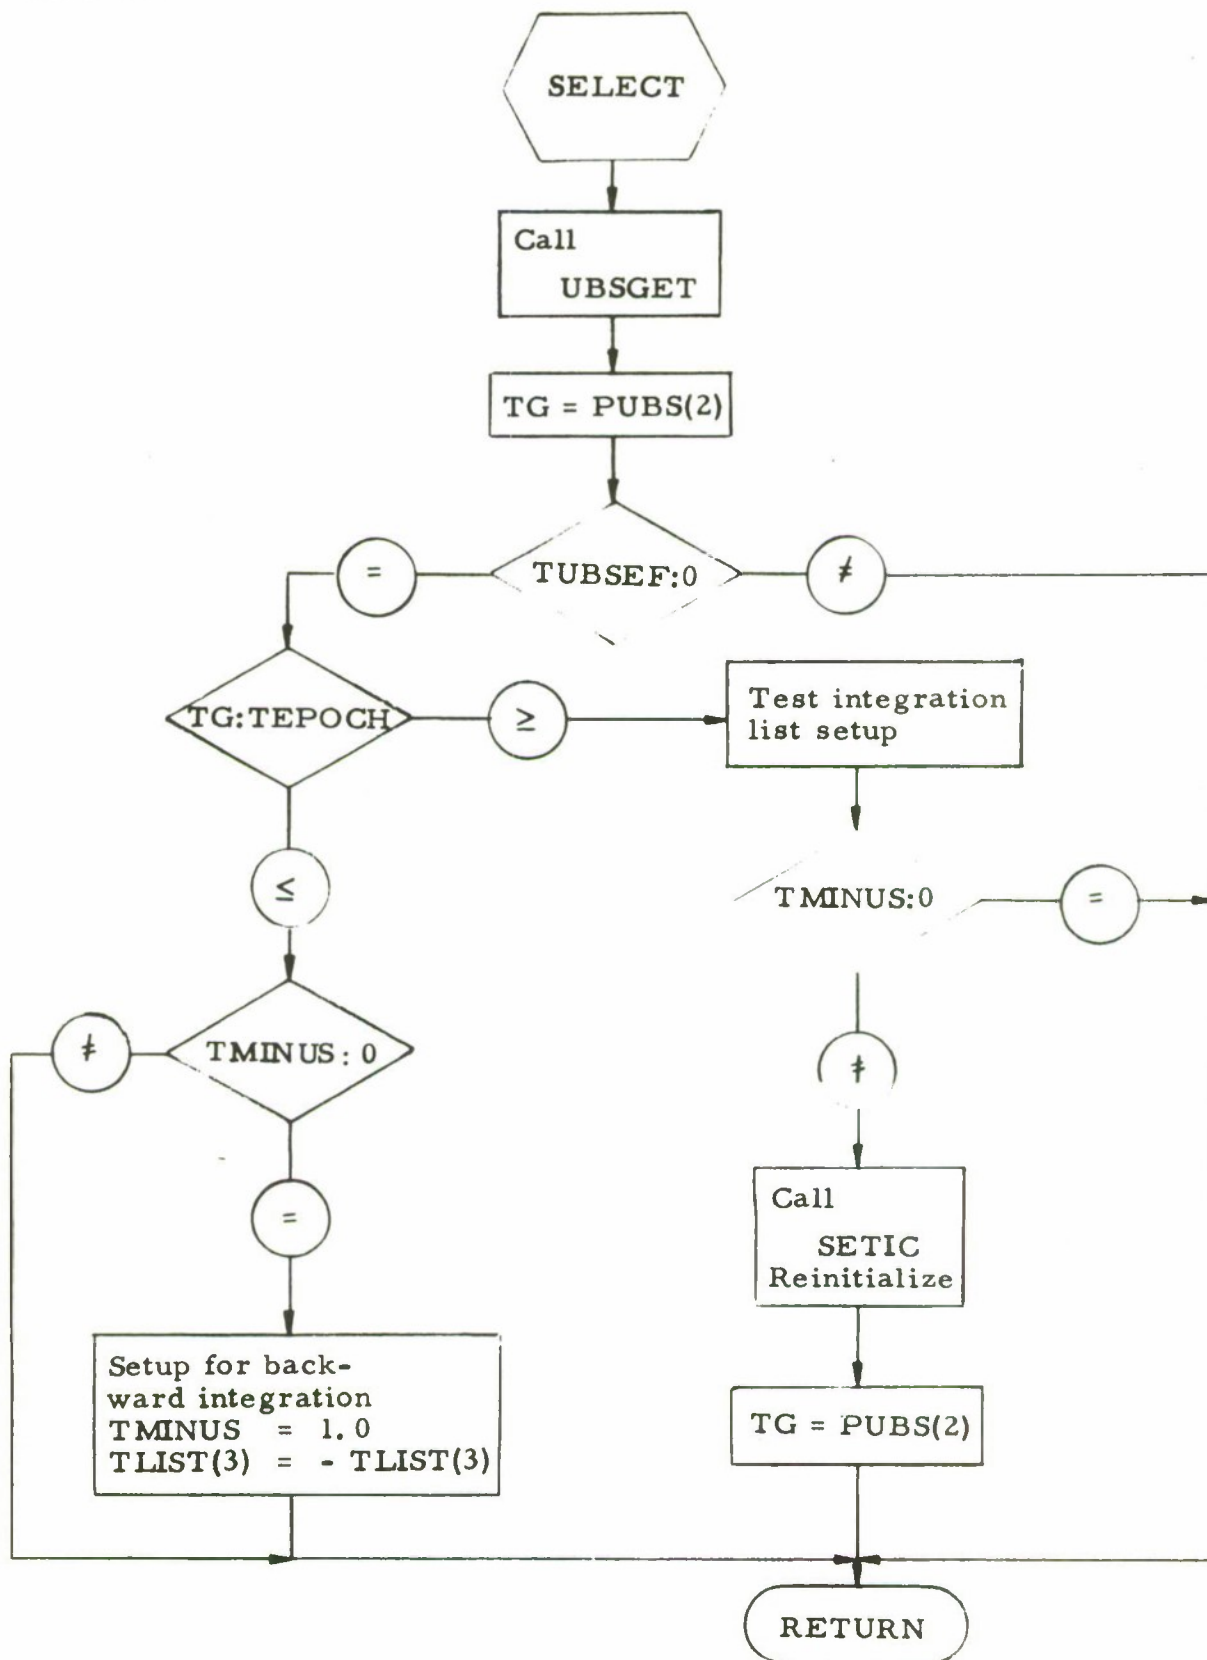 SELECT
Call
UBSGET
TG = PUBS(2)
=
TUBSEF:0
≠
TG:TEPOCH
≥
Test integration
list setup
≤
TMINUS:0
=
≠
TMINUS: 0
≠
=
Call
SETIC
Reinitialize
Setup for back-
ward integration
TMINUS = 1.0
TLIST(3) = - TLIST(3)
TG = PUBS(2)
RETURN